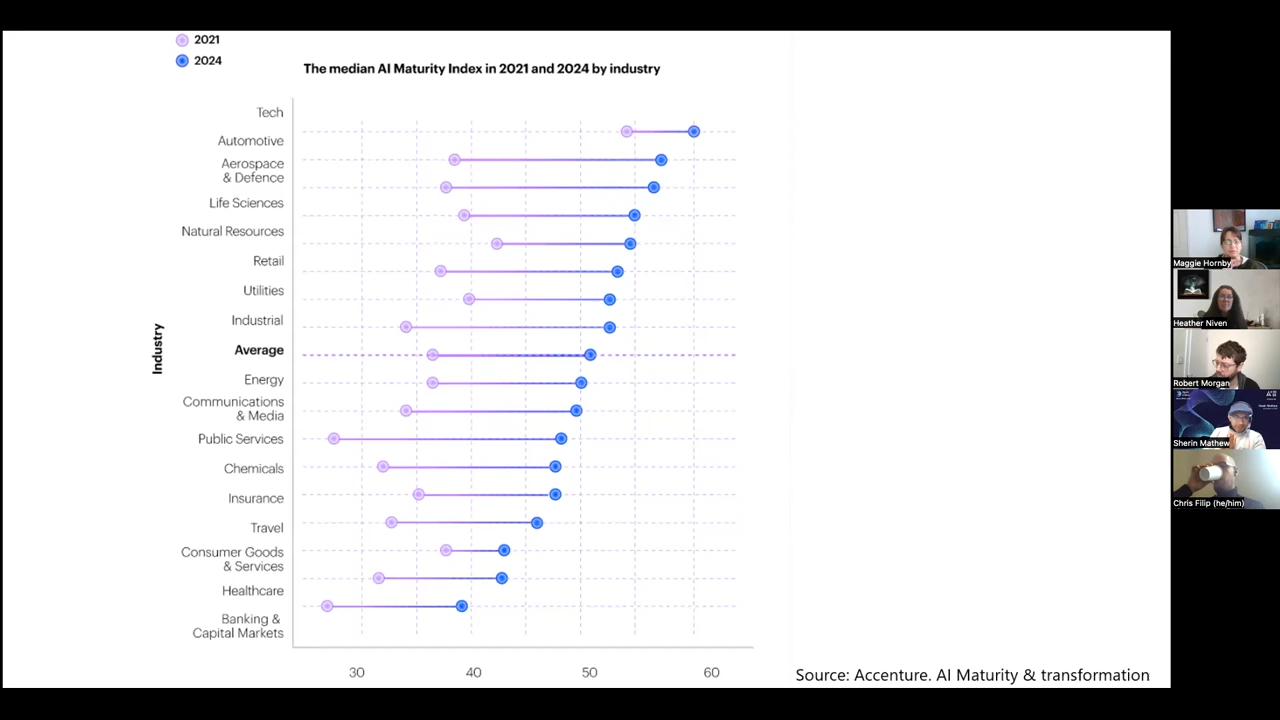 2021
2024
The median AI Maturity Index in 2021 and 2024 by industry
Industry
Tech
Automotive
Aerospace
& Defence
Life Sciences
Natural Resources
Retail
Utilities
Industrial
Average
Energy
Communications
& Media
Public Services
Chemicals
Insurance
Travel
Consumer Goods
& Services
Healthcare
Banking &
Capital Markets
30 40 50 60
Source: Accenture. AI Maturity & transformation
Maggie Hornby
Heather Niven
Robert Morgan
Sherin Mathew
Chris Filip (he/him)